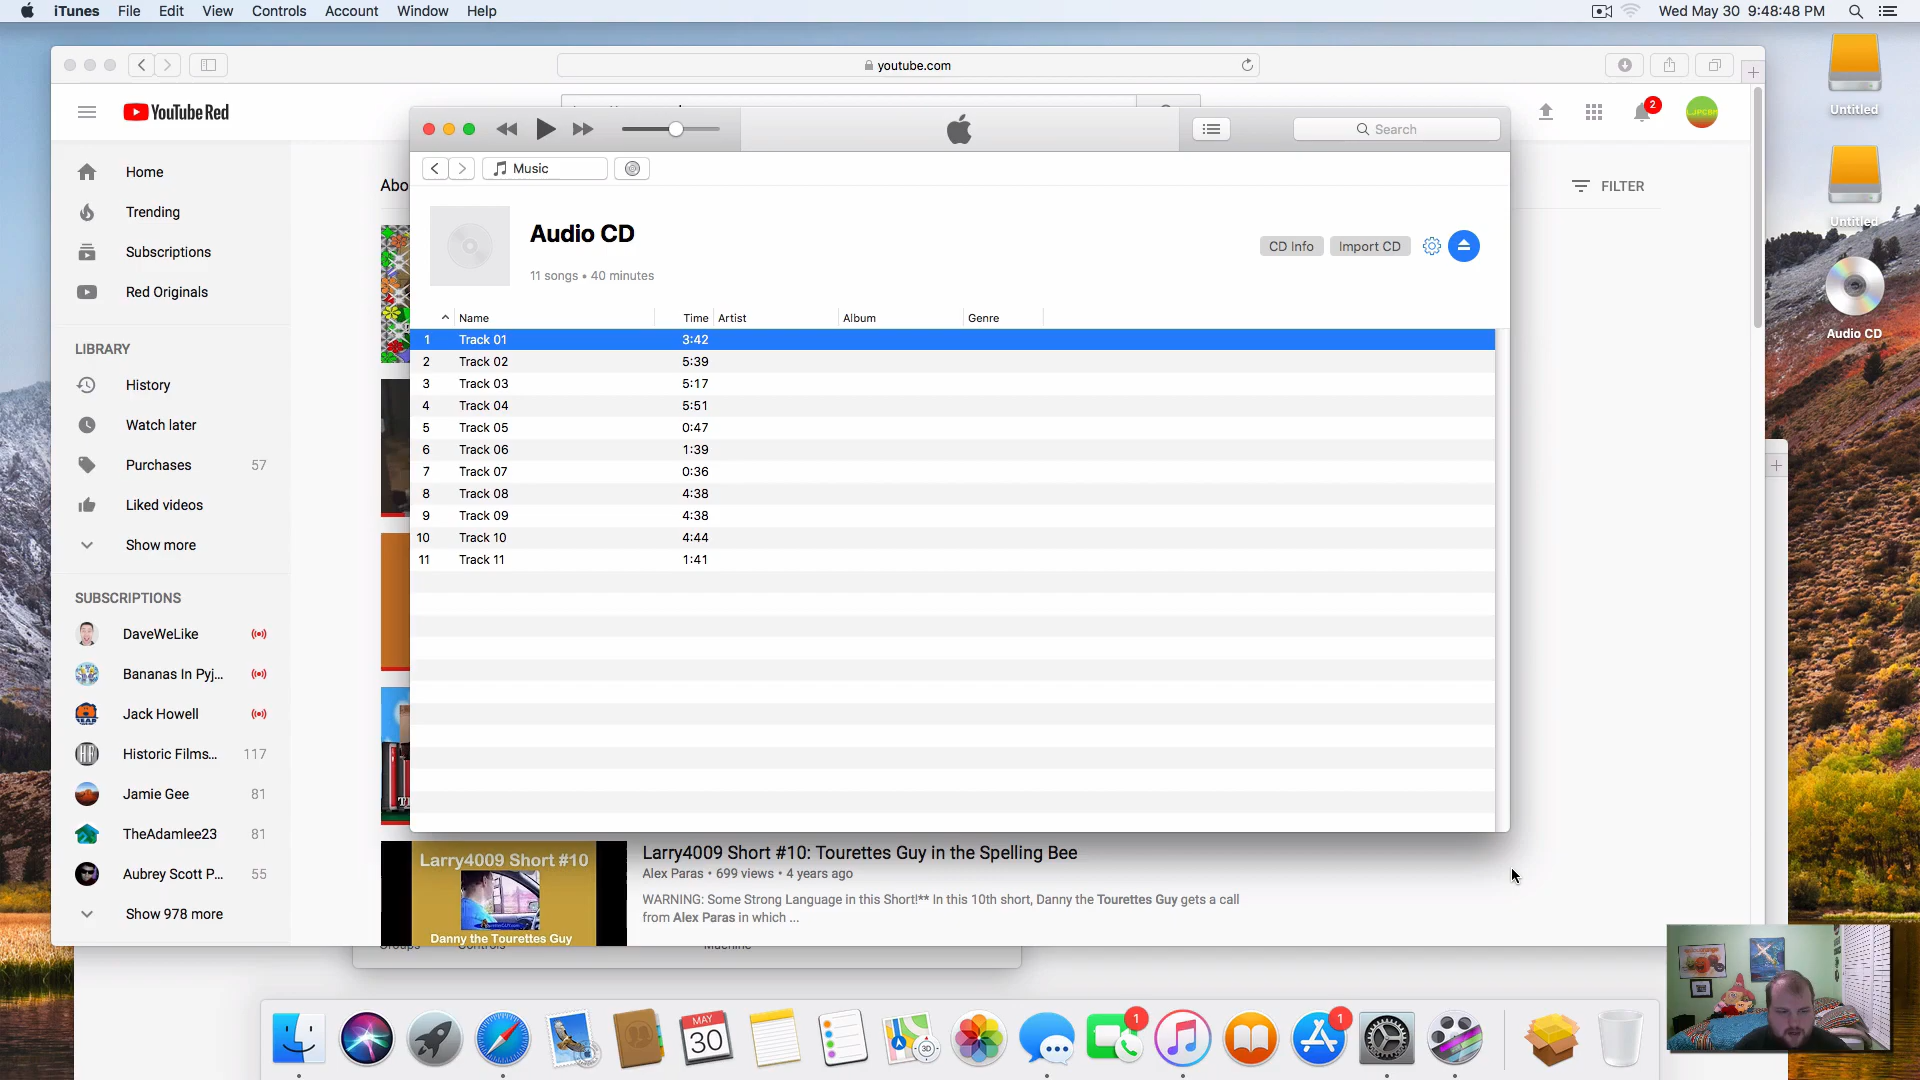 iTunes File Edit View Controls Account Window Help
Wed May 30 9:48:48 PM
youtube.com
YouTube Red
2
Untitled
Search
Music
Home
Abo
FILTER
Trending
Untitled
Audio CD
CD Info Import CD
Subscriptions
11 songs • 40 minutes
Red Originals
Name Time Artist Album Genre
Audio CD
1 Track 01 3:42
LIBRARY
2 Track 02 5:39
History
3 Track 03 5:17
4 Track 04 5:51
Watch later
5 Track 05 0:47
6 Track 06 1:39
Purchases 57
7 Track 07 0:36
8 Track 08 4:38
Liked videos
9 Track 09 4:38
10 Track 10 4:44
Show more
11 Track 11 1:41
SUBSCRIPTIONS
DaveWeLike
Bananas In Pyj...
Jack Howell
Historic Films... 117
Jamie Gee 81
TheAdamlee23 81
Aubrey Scott P... 55
Show 978 more
Larry4009 Short #10
Danny the Tourettes Guy
Larry4009 Short #10: Tourettes Guy in the Spelling Bee
Alex Paras • 699 views • 4 years ago
WARNING: Some Strong Language in this Short!** In this 10th short, Danny the Tourettes Guy gets a call
from Alex Paras in which ...
Groups Controls Machine
MAY
30
3D
1
1